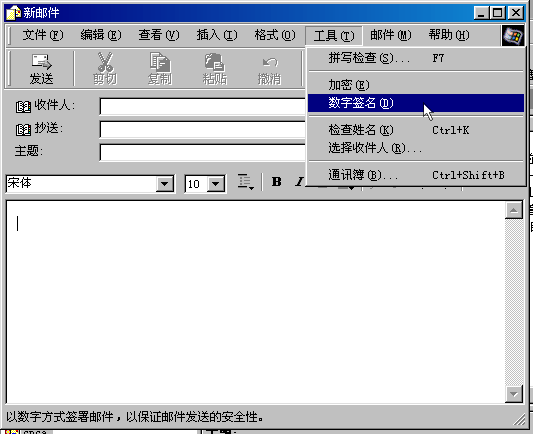 新邮件
文件(F) 编辑(E) 查看(V) 插入(I) 格式(O) 工具(T) 邮件(M) 帮助(H)
发送 剪切 复制 粘贴 撤消
拼写检查(S)... F7
加密(E)
数字签名(D)
检查姓名(K) Ctrl+K
选择收件人(R)...
通讯簿(B)... Ctrl+Shift+B
收件人:
抄送:
主题:
宋体 10 B I
以数字方式签署邮件，以保证邮件发送的安全性。